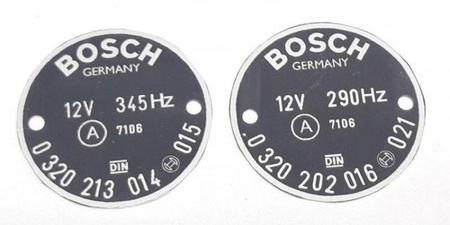 BOSCH
GERMANY
12V 345Hz
A 7106
DIN
0 320 213 014 015
BOSCH
GERMANY
12V 290Hz
A 7106
DIN
0 320 202 016 021